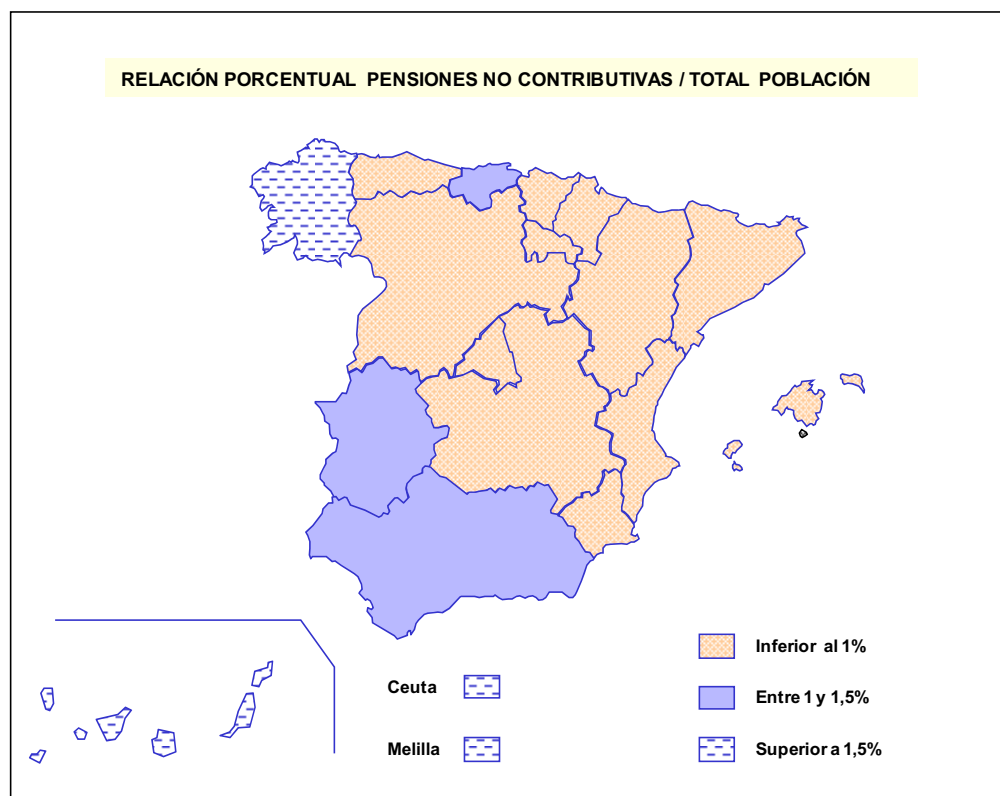 RELACIÓN PORCENTUAL PENSIONES NO CONTRIBUTIVAS / TOTAL POBLACIÓN
Inferior al 1%
Ceuta
Entre 1 y 1,5%
Melilla
Superior a 1,5%